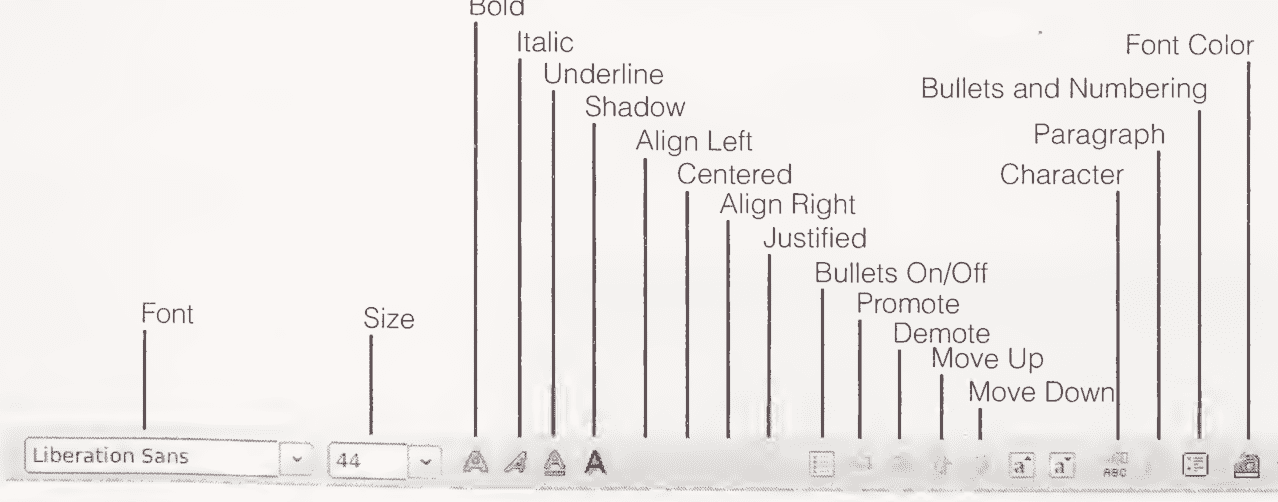 Bold
Italic
Font Color
Underline
Bullets and Numbering
Shadow
Paragraph
Align Left
Centered
Character
Align Right
Justified
Bullets On/Off
Promote
Font
Size
Demote
Move Up
Move Down
Liberation Sans
44
A A A A
a a ABC